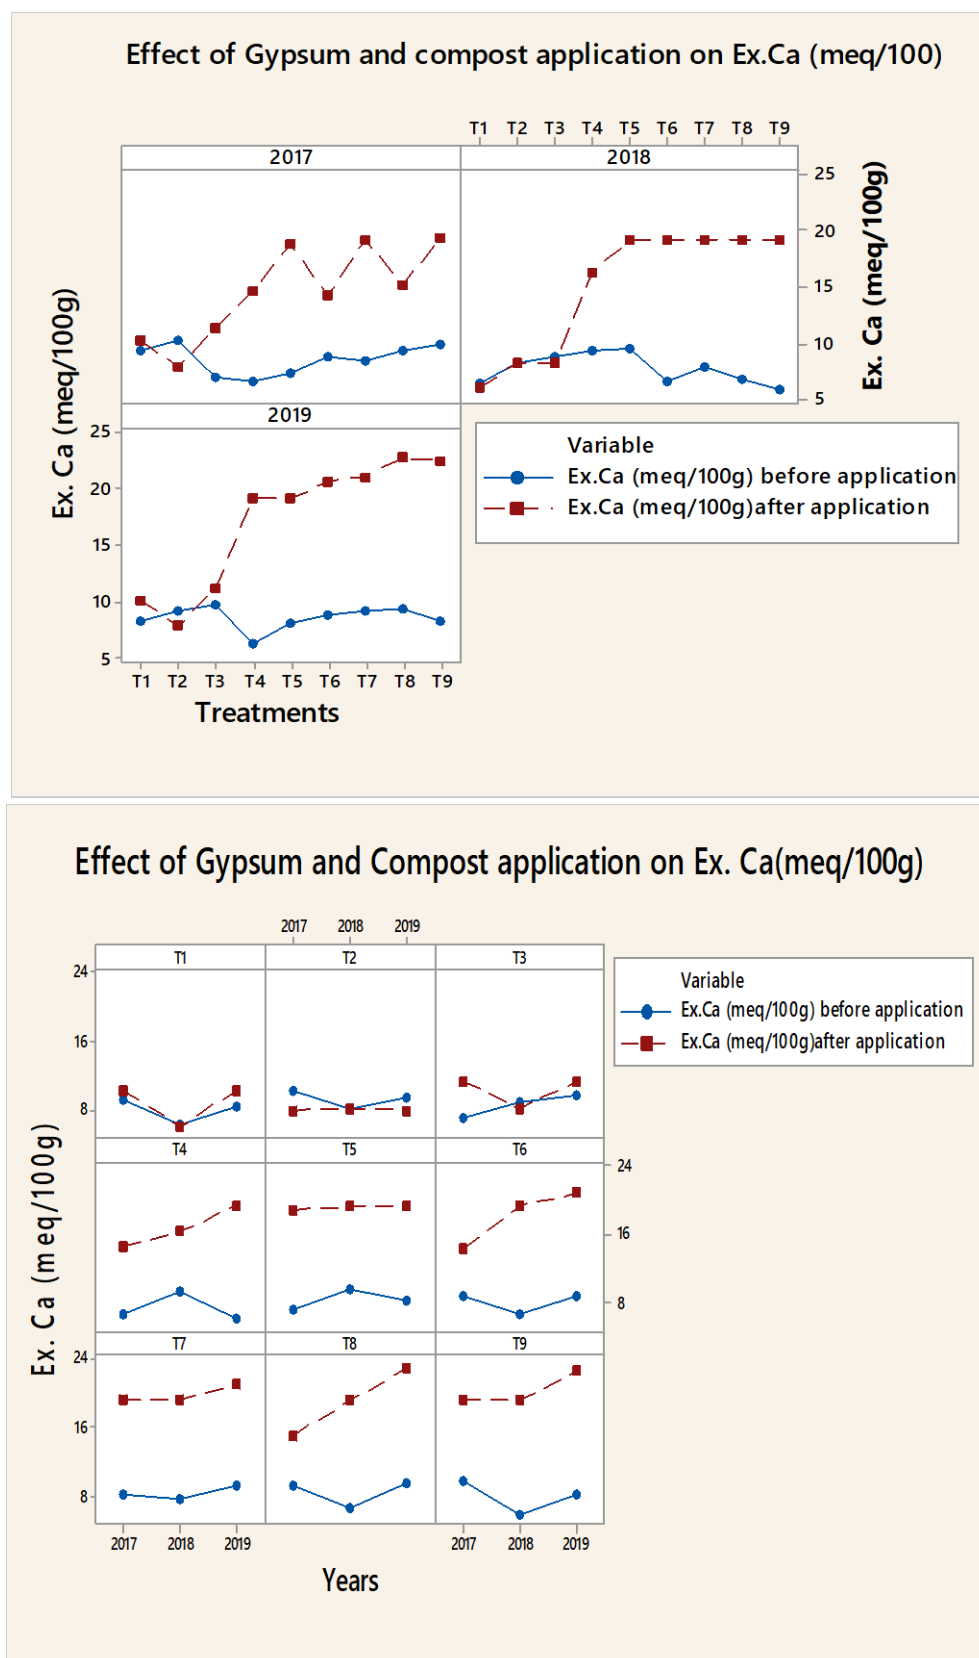 Effect of Gypsum and compost application on Ex.Ca (meq/100)
T1 T2 T3 T4 T5 T6 T7 T8 T9
2017 2018
25
20
15
10
5
Ex. Ca (meq/100g)
Ex. Ca (meq/100g)
2019
25
20
15
10
5
Variable
Ex.Ca (meq/100g) before application
Ex.Ca (meq/100g)after application
T1 T2 T3 T4 T5 T6 T7 T8 T9
Treatments
Effect of Gypsum and Compost application on Ex. Ca(meq/100g)
2017 2018 2019
T1 T2 T3
24
16
8
Variable
Ex.Ca (meq/100g) before application
Ex.Ca (meq/100g)after application
Ex. Ca (meq/100g)
T4 T5 T6
24
16
8
T7 T8 T9
24
16
8
2017 2018 2019 2017 2018 2019
Years